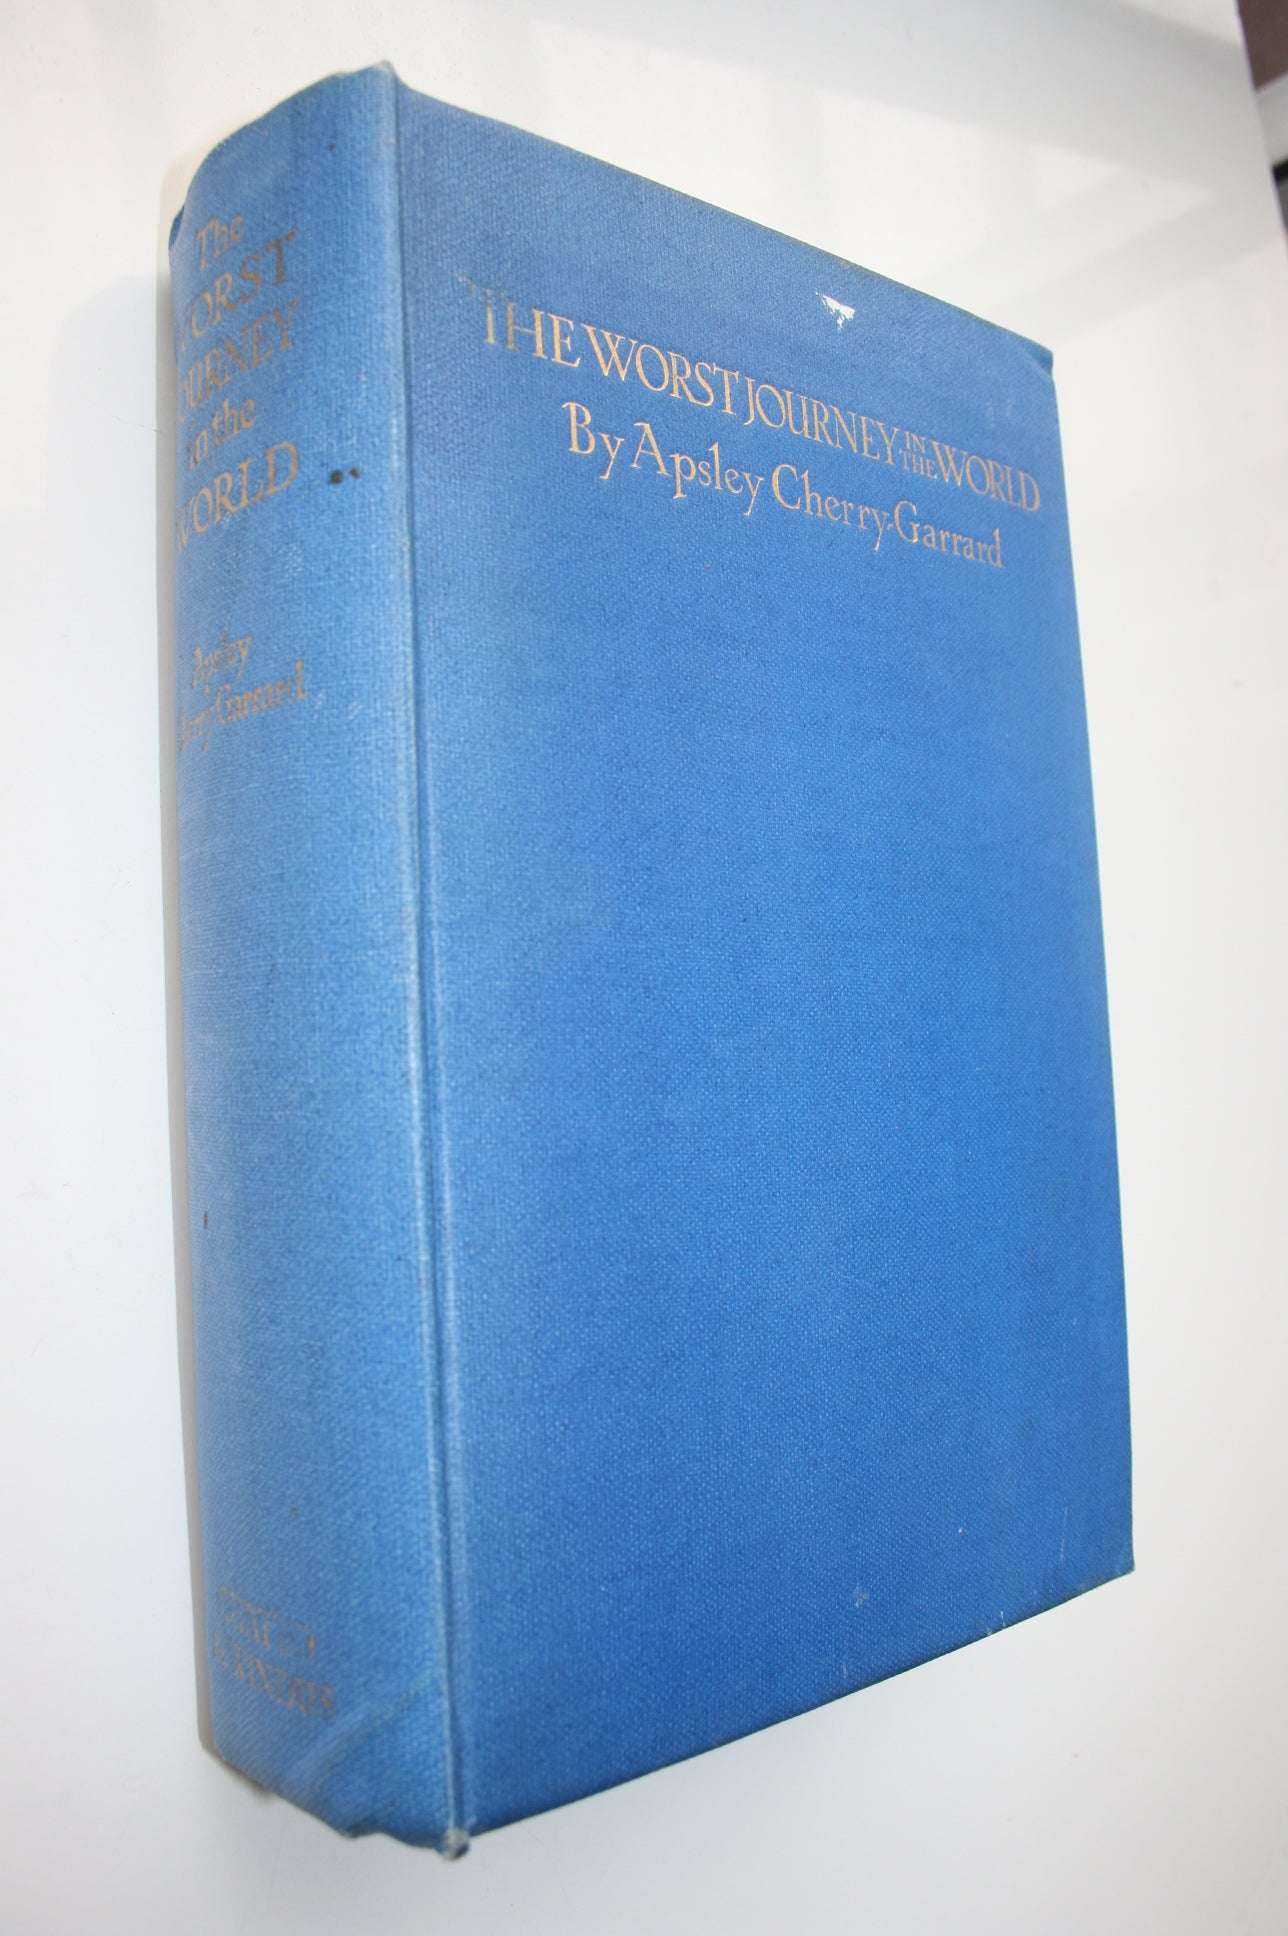 The
WORST
JOURNEY
in the
WORLD
Apsley
Cherry-Garrard
& WINDUS
THE WORST JOURNEY IN THE WORLD
By Apsley Cherry-Garrard